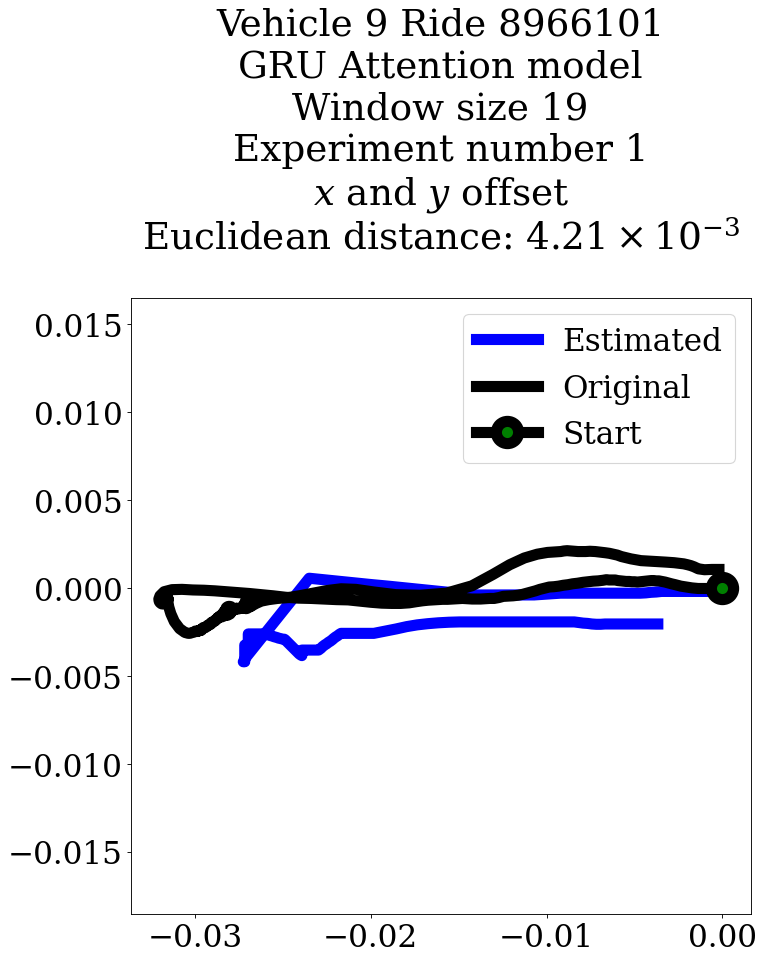 Vehicle 9 Ride 8966101
GRU Attention model
Window size 19
Experiment number 1
x and y offset
Euclidean distance: 4.21 × 10⁻³
Estimated
Original
Start
0.015
0.010
0.005
0.000
−0.005
−0.010
−0.015
−0.03 −0.02 −0.01 0.00